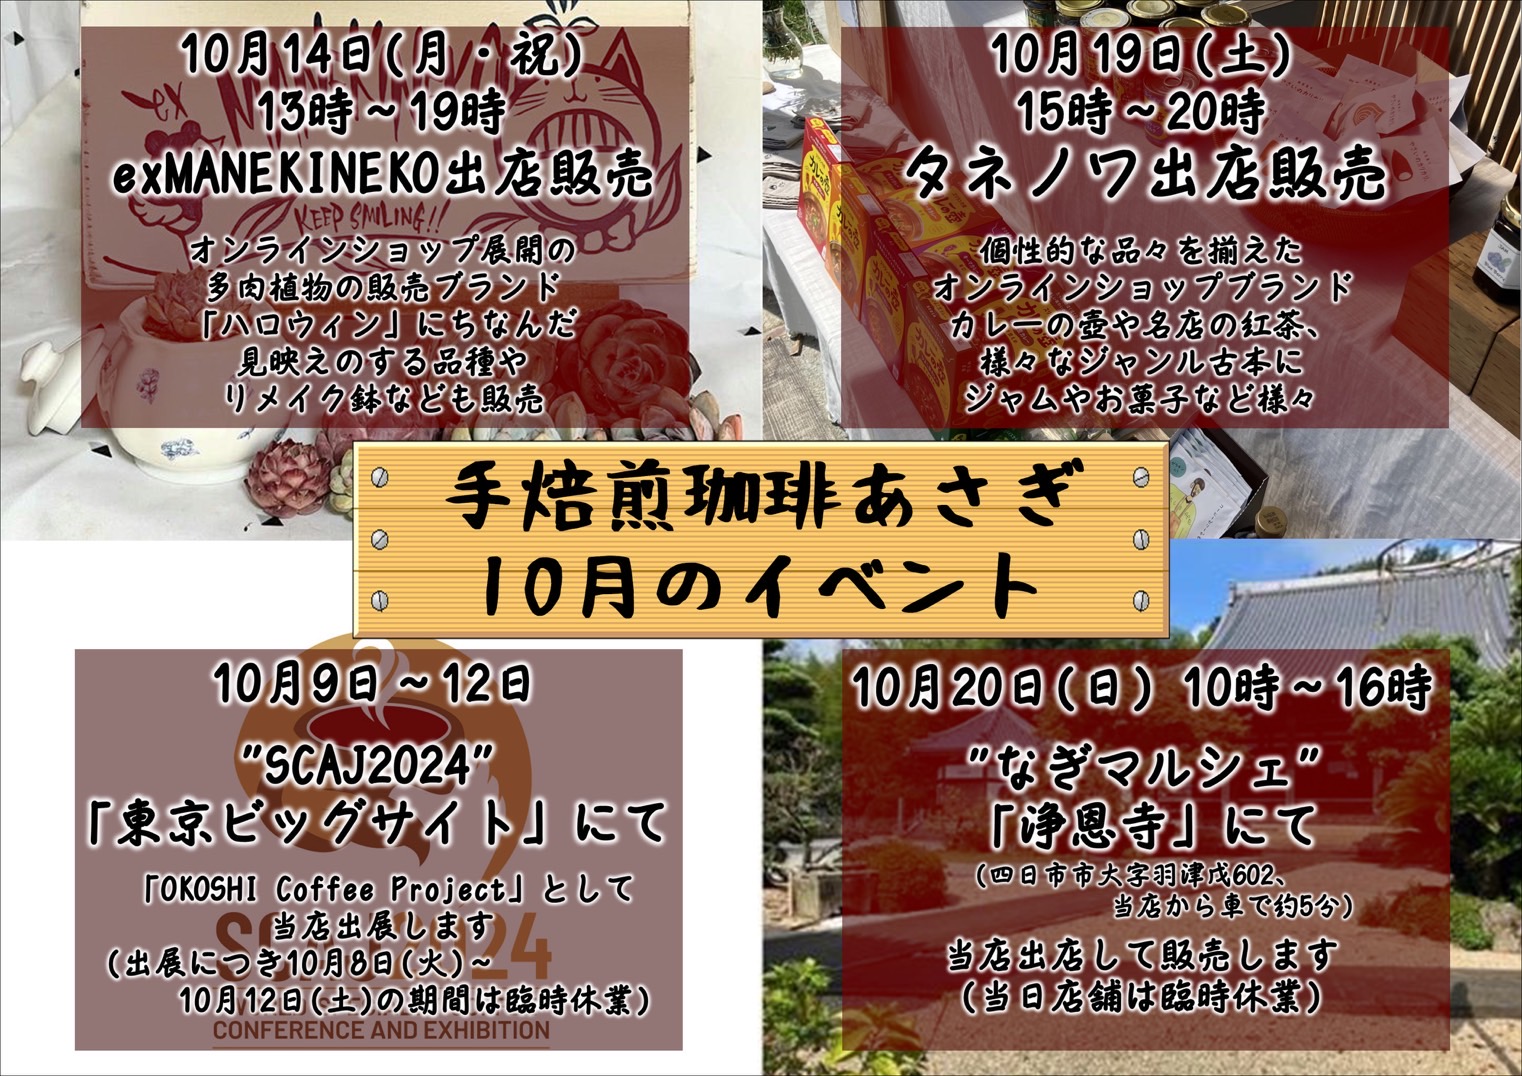 10月14日(月・祝)
13時～19時
exMANEKINEKO出店販売
KEEP SMILING!!
オンラインショップ展開の
多肉植物の販売ブランド
「ハロウィン」にちなんだ
見映えのする品種や
リメイク鉢なども販売
10月19日(土)
15時～20時
タネノワ出店販売
個性的な品々を揃えた
オンラインショップブランド
カレーの壺や名店の紅茶、
様々なジャンル古本に
ジャムやお菓子など様々
手焙煎珈琲あさぎ
10月のイベント
10月9日～12日
"SCAJ2024"
「東京ビッグサイト」にて
「OKOSHI Coffee Project」として
当店出展します
(出展につき10月8日(火)～
10月12日(土)の期間は臨時休業)
CONFERENCE AND EXHIBITION
10月20日(日) 10時～16時
"なぎマルシェ"
「浄恩寺」にて
(四日市市大字羽津戊602、
当店から車で約5分)
当店出店して販売します
(当日店舗は臨時休業)